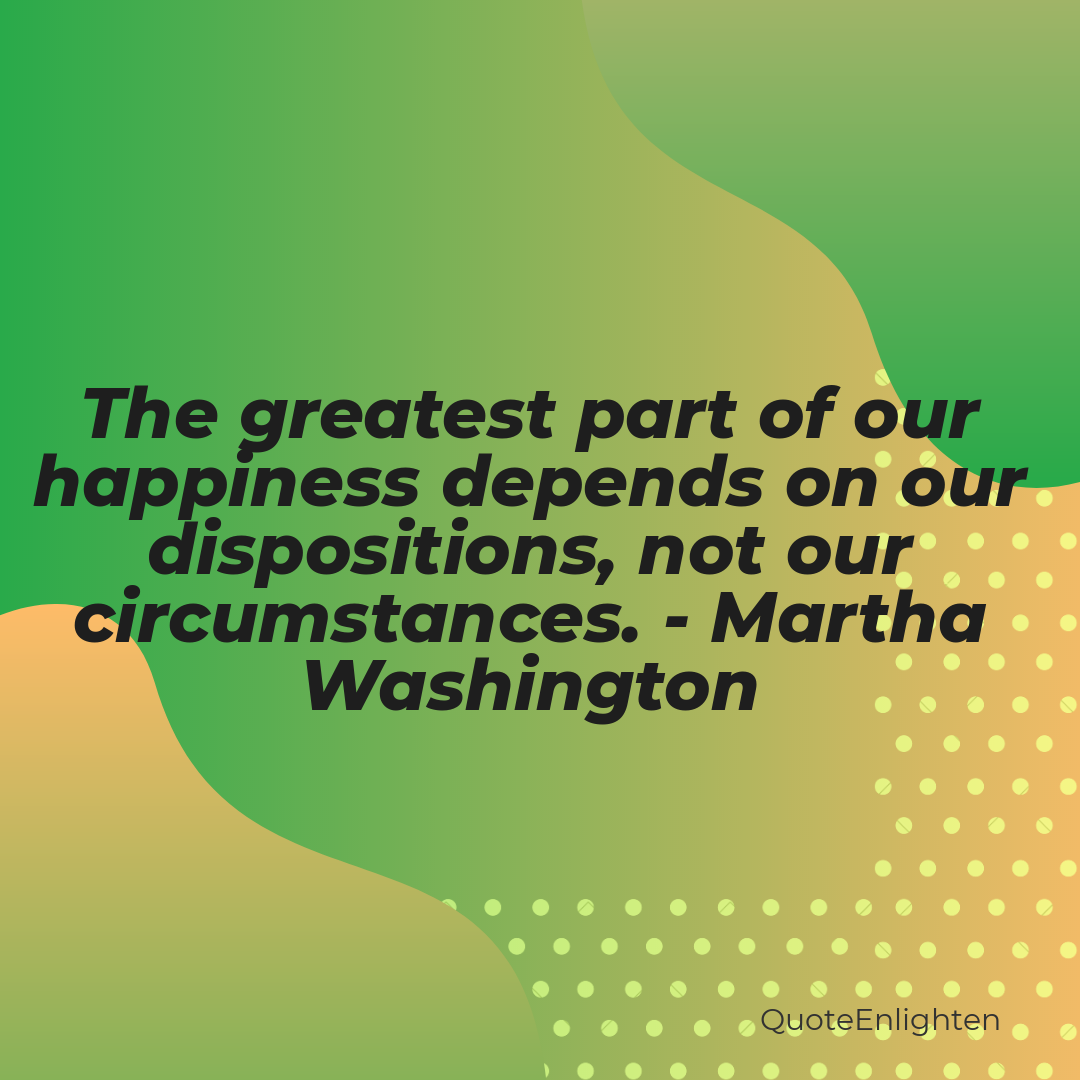 The greatest part of our
happiness depends on our
dispositions, not our
circumstances. - Martha
Washington
QuoteEnlighten